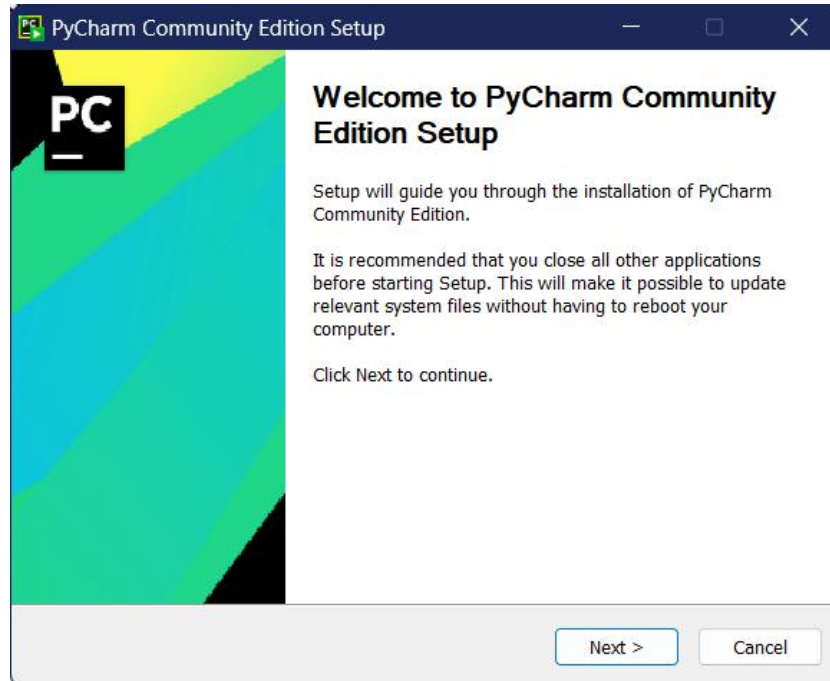 PyCharm Community Edition Setup
PC
Welcome to PyCharm Community
Edition Setup
Setup will guide you through the installation of PyCharm
Community Edition.
It is recommended that you close all other applications
before starting Setup. This will make it possible to update
relevant system files without having to reboot your
computer.
Click Next to continue.
Next >
Cancel